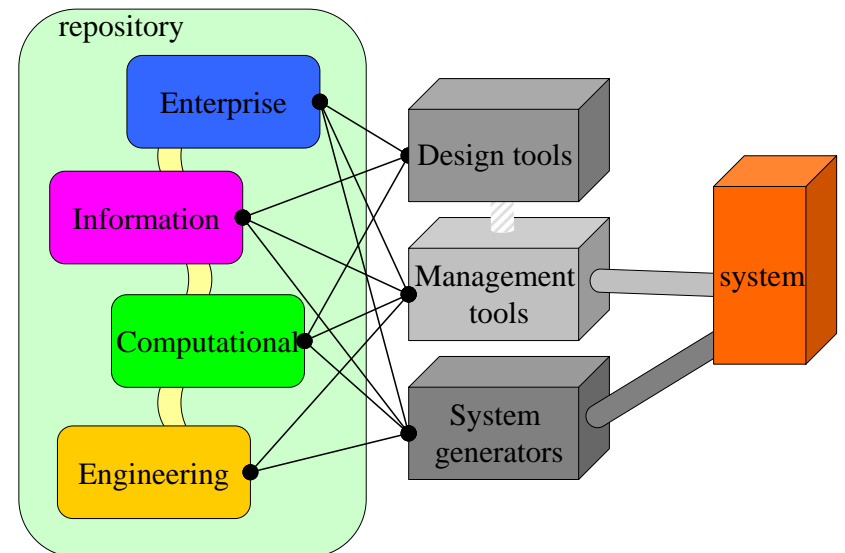 repository
Enterprise
Information
Computational
Engineering
Design tools
Management
tools
System
generators
system